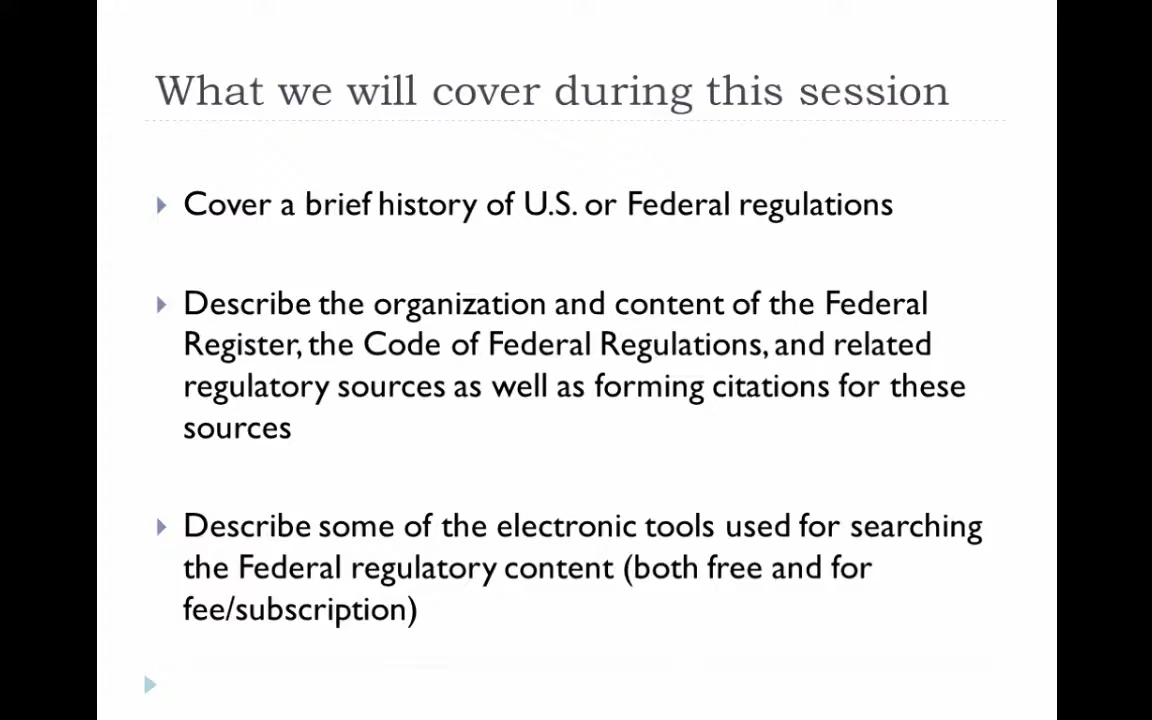 What we will cover during this session
Cover a brief history of U.S. or Federal regulations
Describe the organization and content of the Federal
Register, the Code of Federal Regulations, and related
regulatory sources as well as forming citations for these
sources
Describe some of the electronic tools used for searching
the Federal regulatory content (both free and for
fee/subscription)